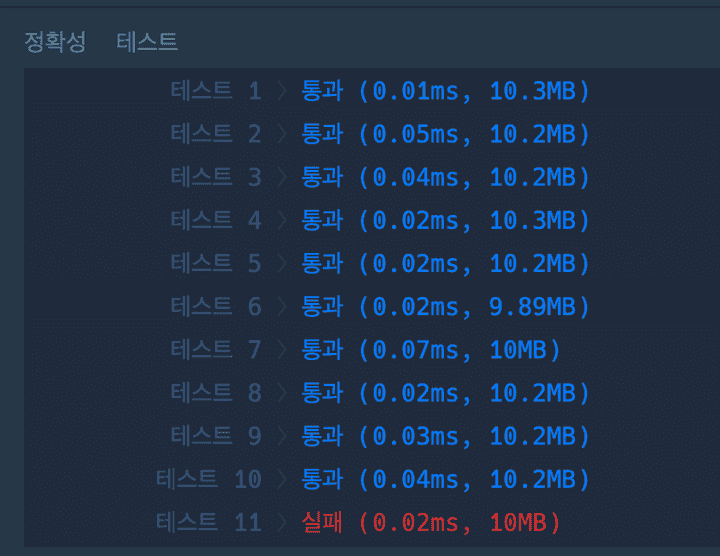 정확성 테스트
테스트 1 〉 통과 (0.01ms, 10.3MB)
테스트 2 〉 통과 (0.05ms, 10.2MB)
테스트 3 〉 통과 (0.04ms, 10.2MB)
테스트 4 〉 통과 (0.02ms, 10.3MB)
테스트 5 〉 통과 (0.02ms, 10.2MB)
테스트 6 〉 통과 (0.02ms, 9.89MB)
테스트 7 〉 통과 (0.07ms, 10MB)
테스트 8 〉 통과 (0.02ms, 10.2MB)
테스트 9 〉 통과 (0.03ms, 10.2MB)
테스트 10 〉 통과 (0.04ms, 10.2MB)
테스트 11 〉 실패 (0.02ms, 10MB)